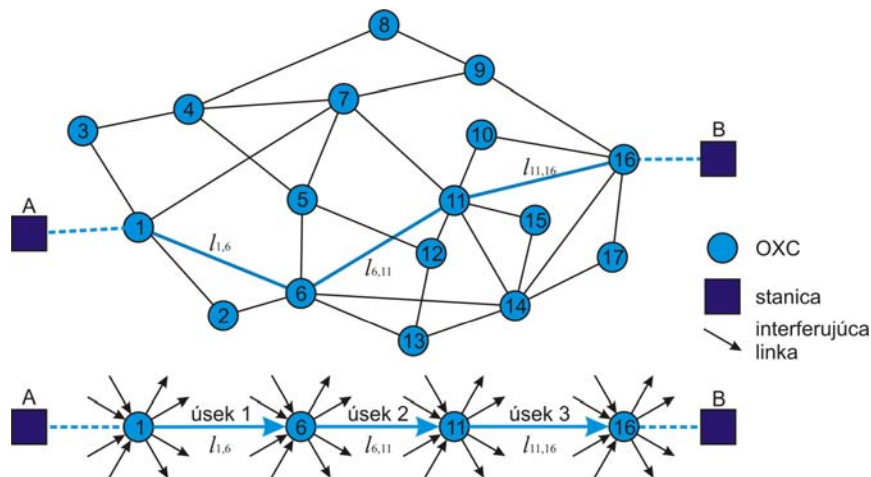 8
9
7
4
3
10
B
16
l11,16
A
5
11
15
1
l1,6
12
17
OXC
l6,11
6
stanica
14
2
13
interferujúca
linka
A
B
úsek 1
úsek 2
úsek 3
1
6
11
16
l1,6
l6,11
l11,16